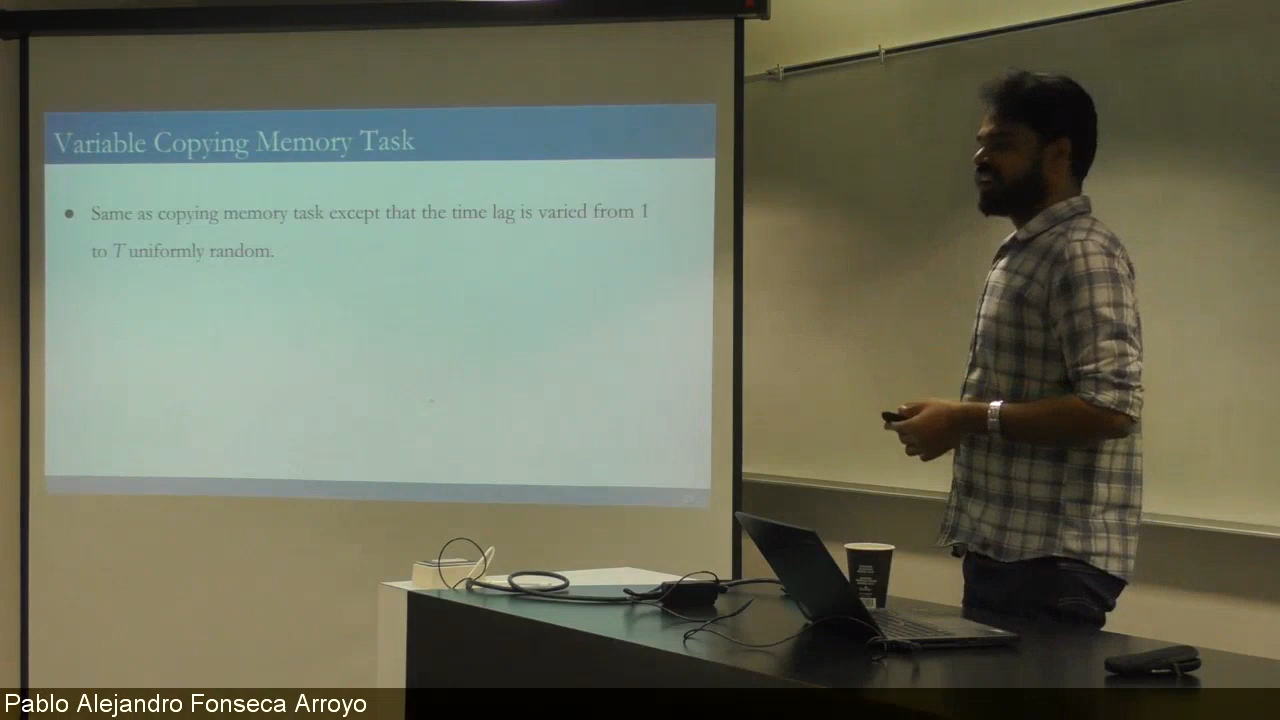 Variable Copying Memory Task
● Same as copying memory task except that the time lag is varied from 1
to T uniformly random.
Pablo Alejandro Fonseca Arroyo